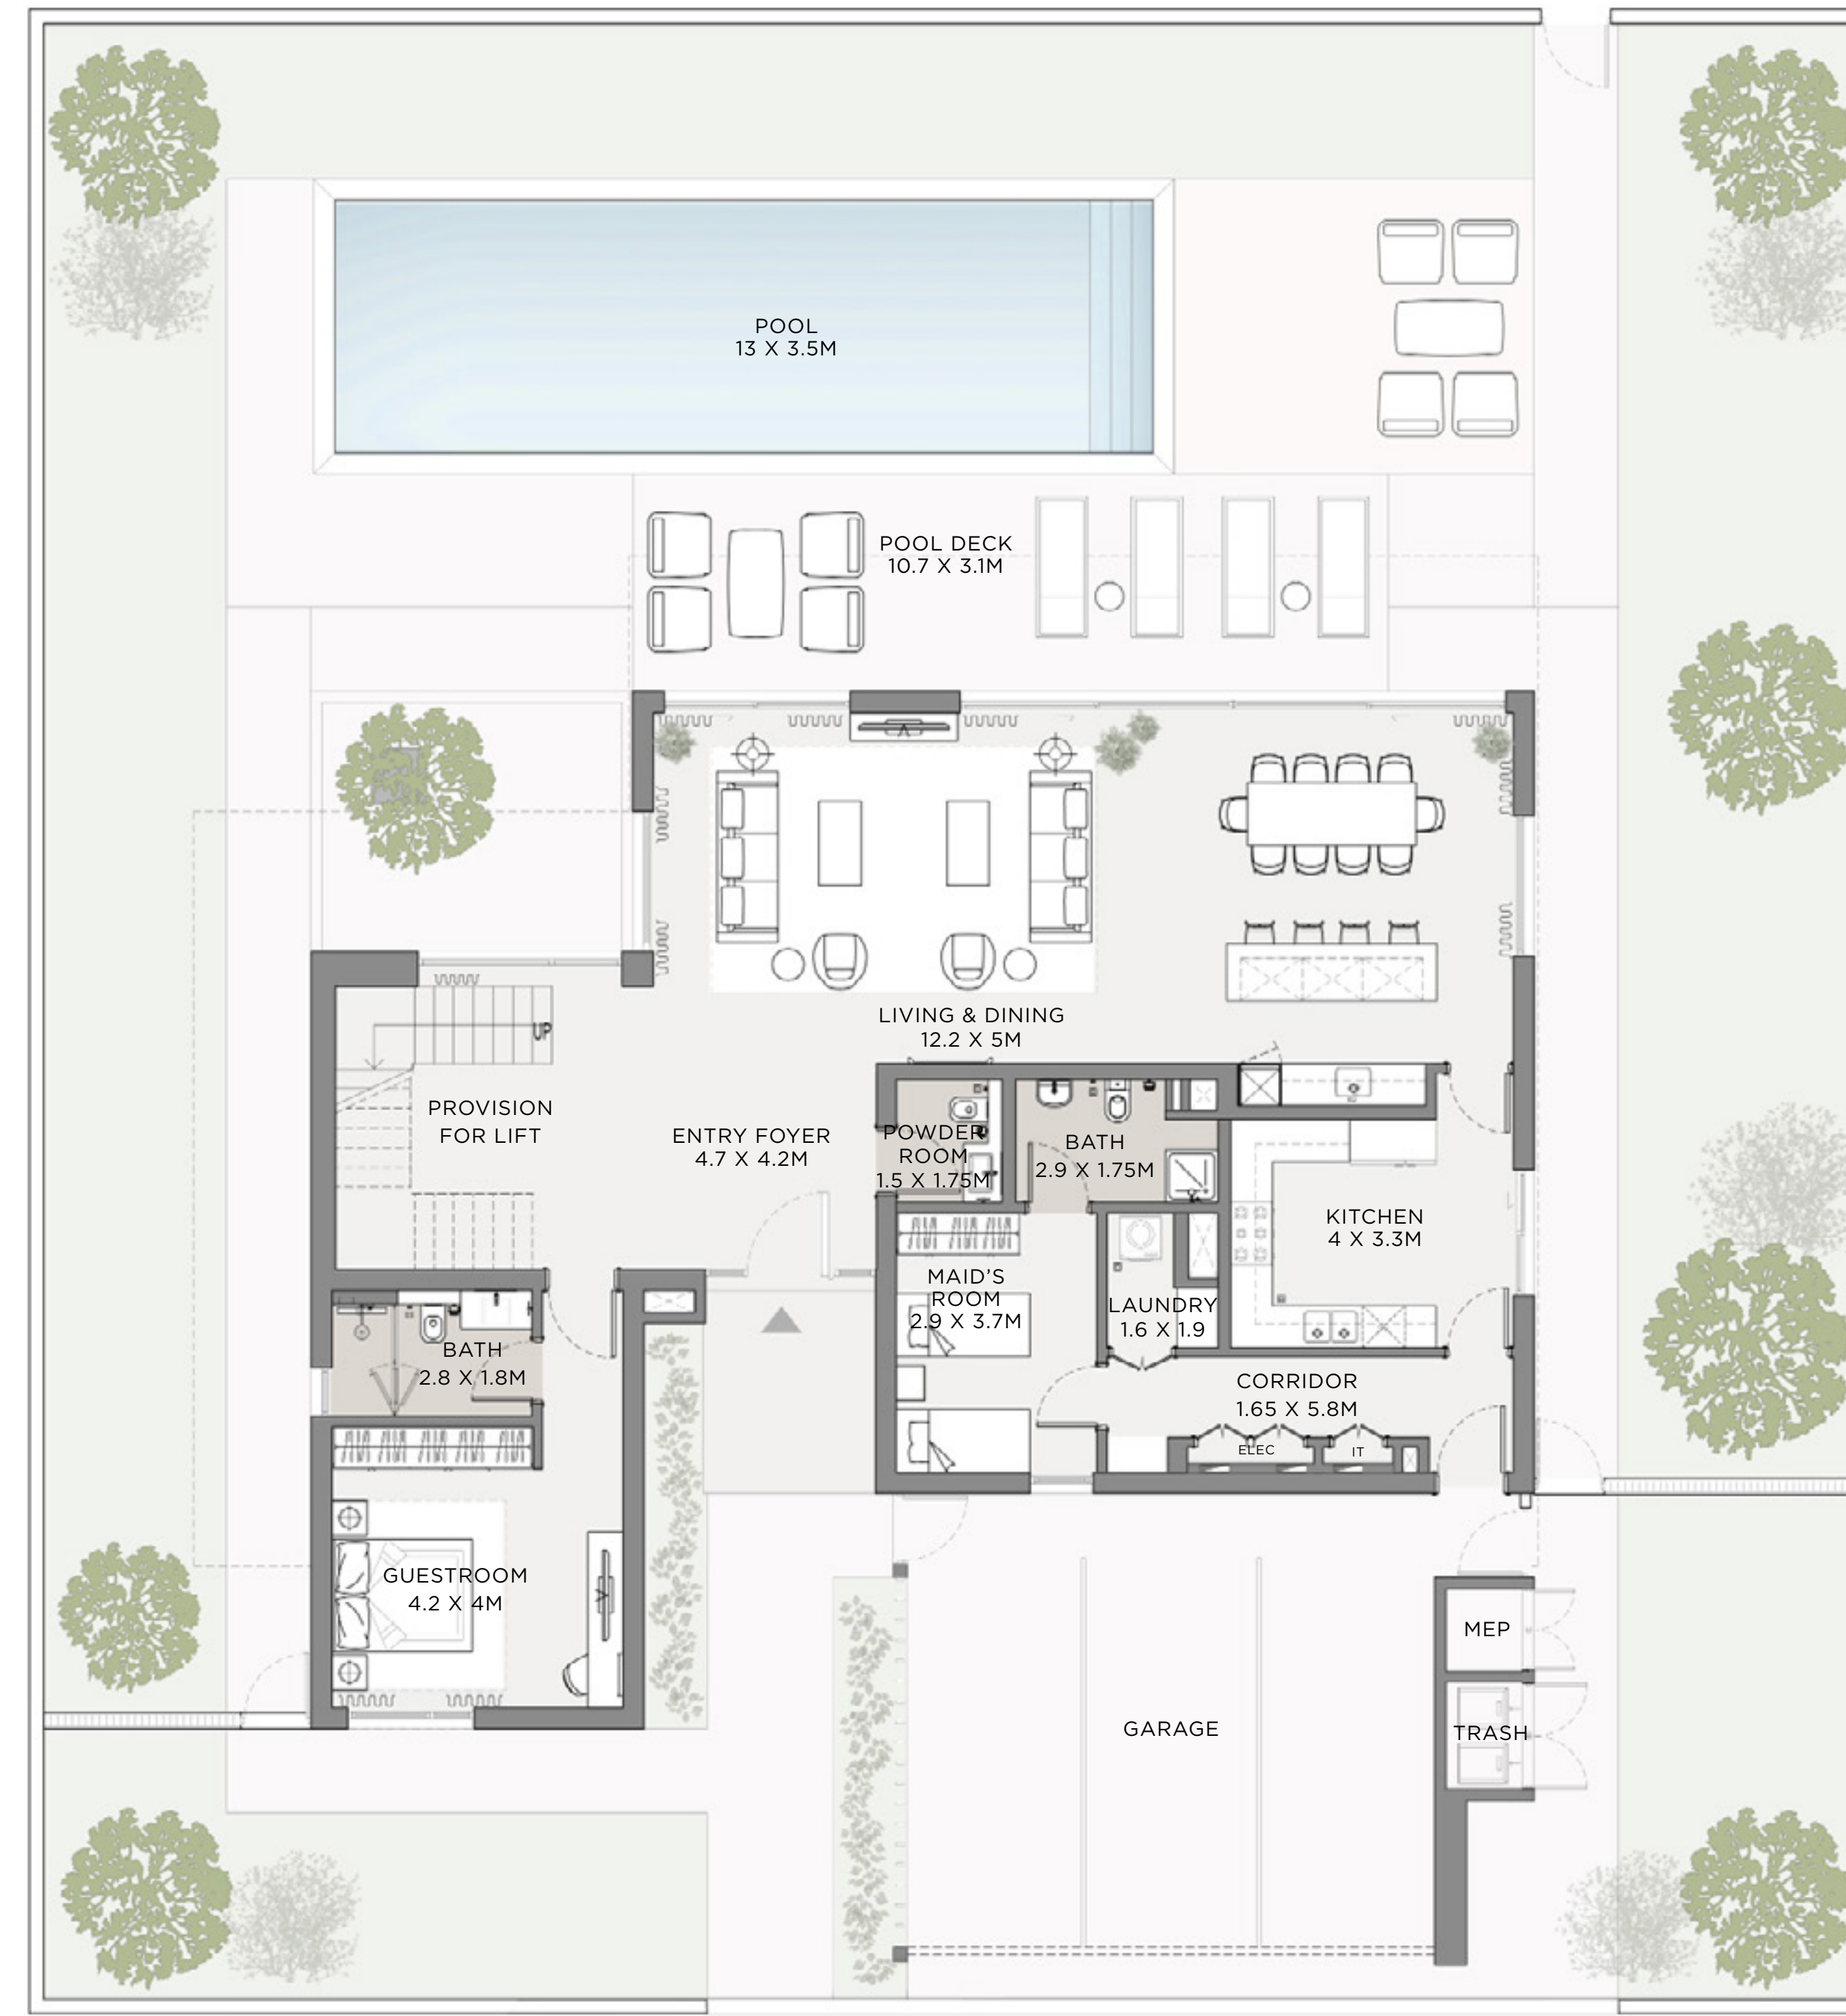 POOL
13 X 3.5M
POOL DECK
10.7 X 3.1M
LIVING & DINING
12.2 X 5M
UP
PROVISION
FOR LIFT
ENTRY FOYER
4.7 X 4.2M
POWDER
ROOM
1.5 X 1.75M
BATH
2.9 X 1.75M
KITCHEN
4 X 3.3M
MAID'S
ROOM
2.9 X 3.7M
LAUNDRY
1.6 X 1.9
BATH
2.8 X 1.8M
CORRIDOR
1.65 X 5.8M
ELEC
IT
GUESTROOM
4.2 X 4M
MEP
GARAGE
TRASH